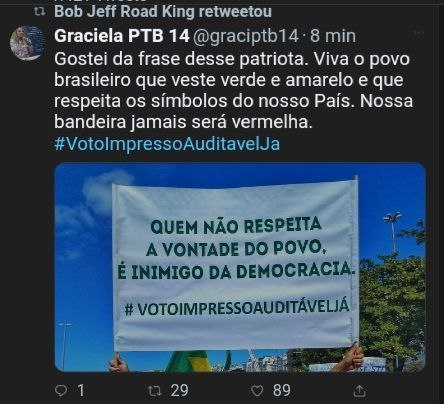 Bob Jeff Road King retweetou
Graciela PTB 14 @graciptb14 · 8 min
Gostei da frase desse patriota. Viva o povo
brasileiro que veste verde e amarelo e que
respeita os símbolos do nosso País. Nossa
bandeira jamais será vermelha.
#VotoImpressoAuditavelJa
QUEM NÃO RESPEITA
A VONTADE DO POVO,
É INIMIGO DA DEMOCRACIA.
# VOTOIMPRESSOAUDITÁVELJÁ
1 29 89